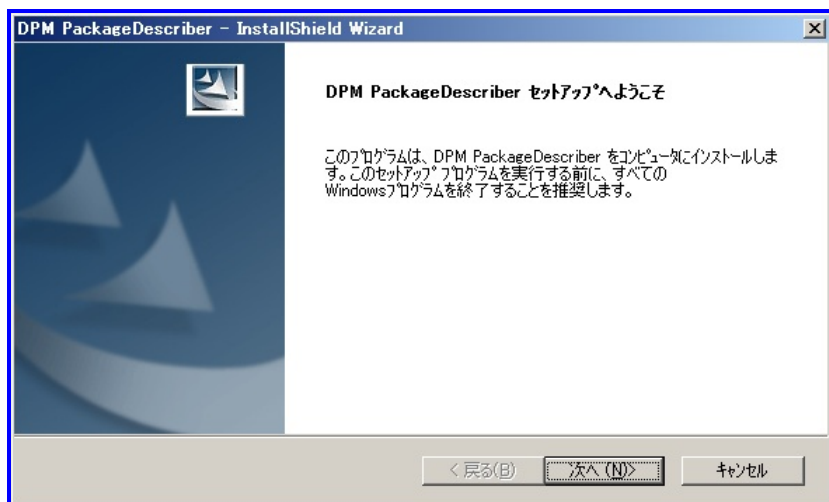 DPM PackageDescriber - InstallShield Wizard
DPM PackageDescriber ｾｯﾄｱｯﾌﾟへようこそ
このﾌﾟﾛｸﾞﾗﾑは、DPM PackageDescriber をｺﾝﾋﾟｭｰﾀにｲﾝｽﾄｰﾙしま
す。このｾｯﾄｱｯﾌﾟ ﾌﾟﾛｸﾞﾗﾑを実行する前に、すべての
Windowsﾌﾟﾛｸﾞﾗﾑを終了することを推奨します。
< 戻る(B)
次へ (N)>
ｷｬﾝｾﾙ